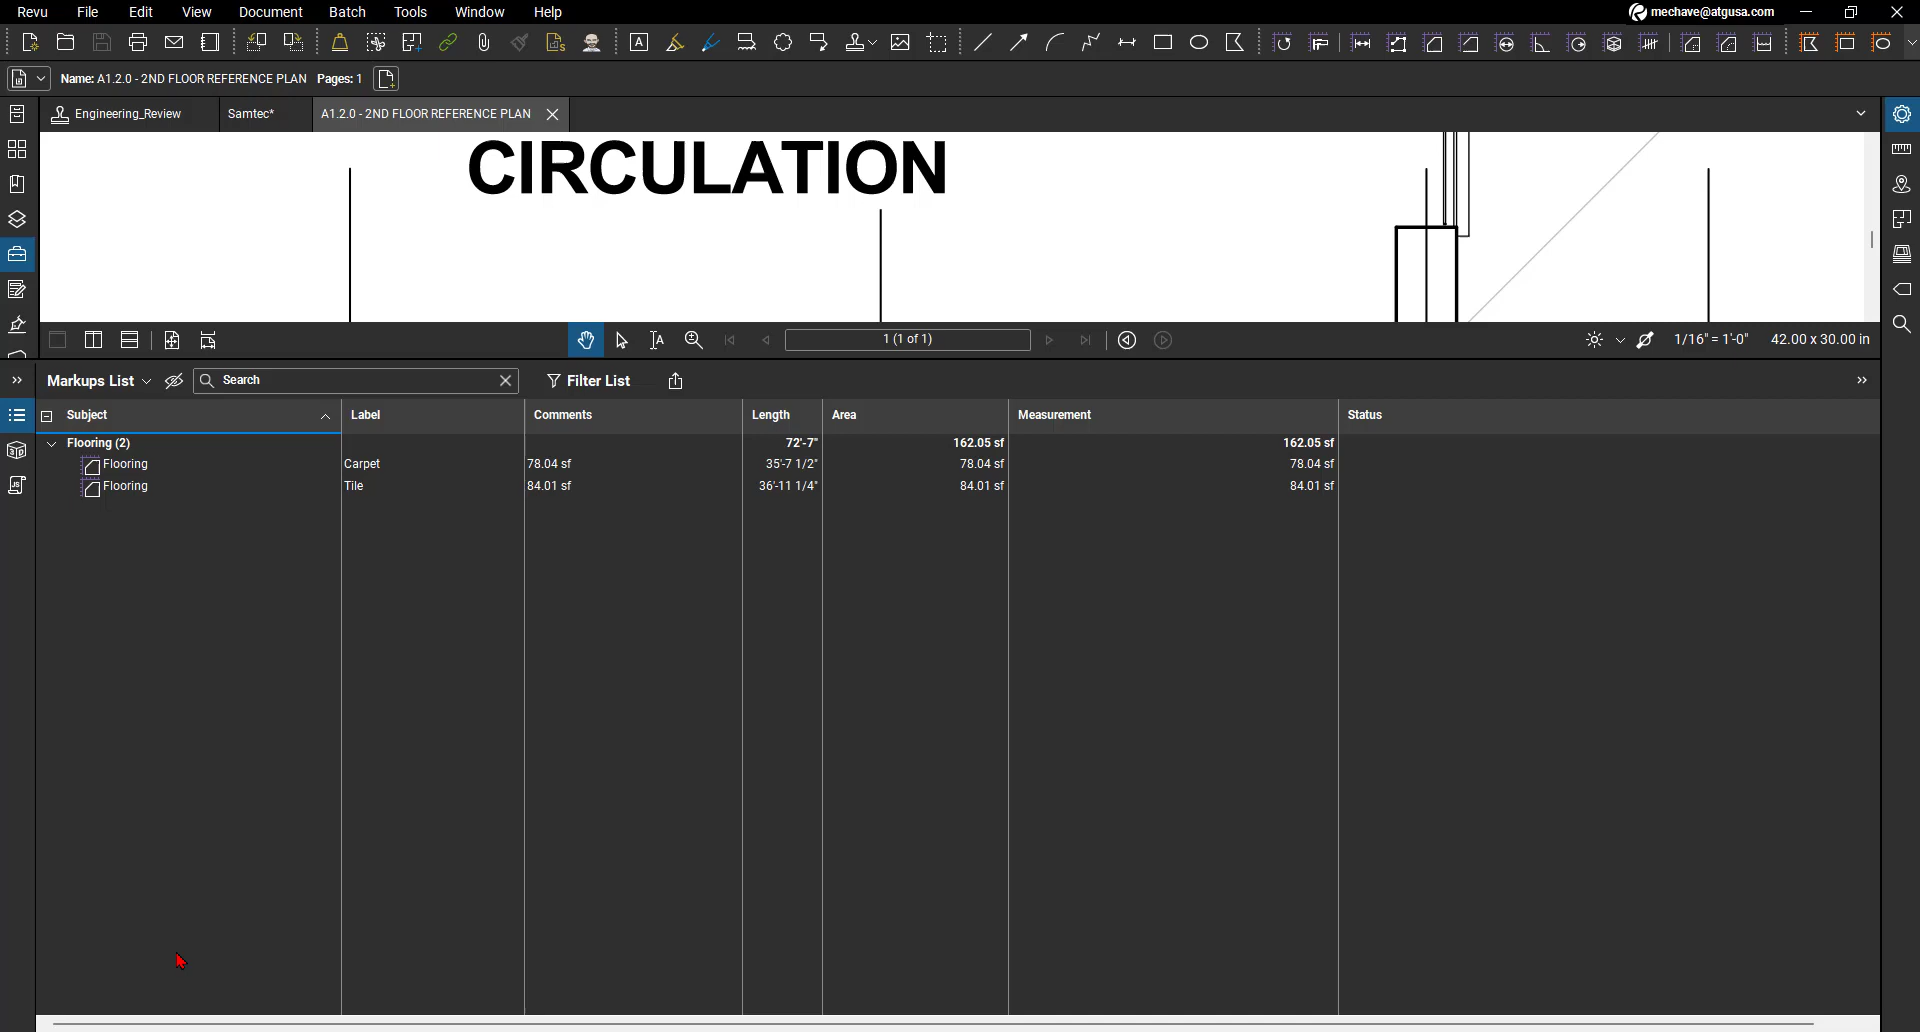 Revu File Edit View Document Batch Tools Window Help mechave@atgusa.com
Name: A1.2.0 - 2ND FLOOR REFERENCE PLAN Pages: 1
Engineering_Review Samtec* A1.2.0 - 2ND FLOOR REFERENCE PLAN
CIRCULATION
1 (1 of 1) 1/16" = 1'-0" 42.00 x 30.00 in
Markups List Search Filter List
Subject Label Comments Length Area Measurement Status
Flooring (2) 72'-7" 162.05 sf 162.05 sf
Flooring Carpet 78.04 sf 35'-7 1/2" 78.04 sf 78.04 sf
Flooring Tile 84.01 sf 36'-11 1/4" 84.01 sf 84.01 sf